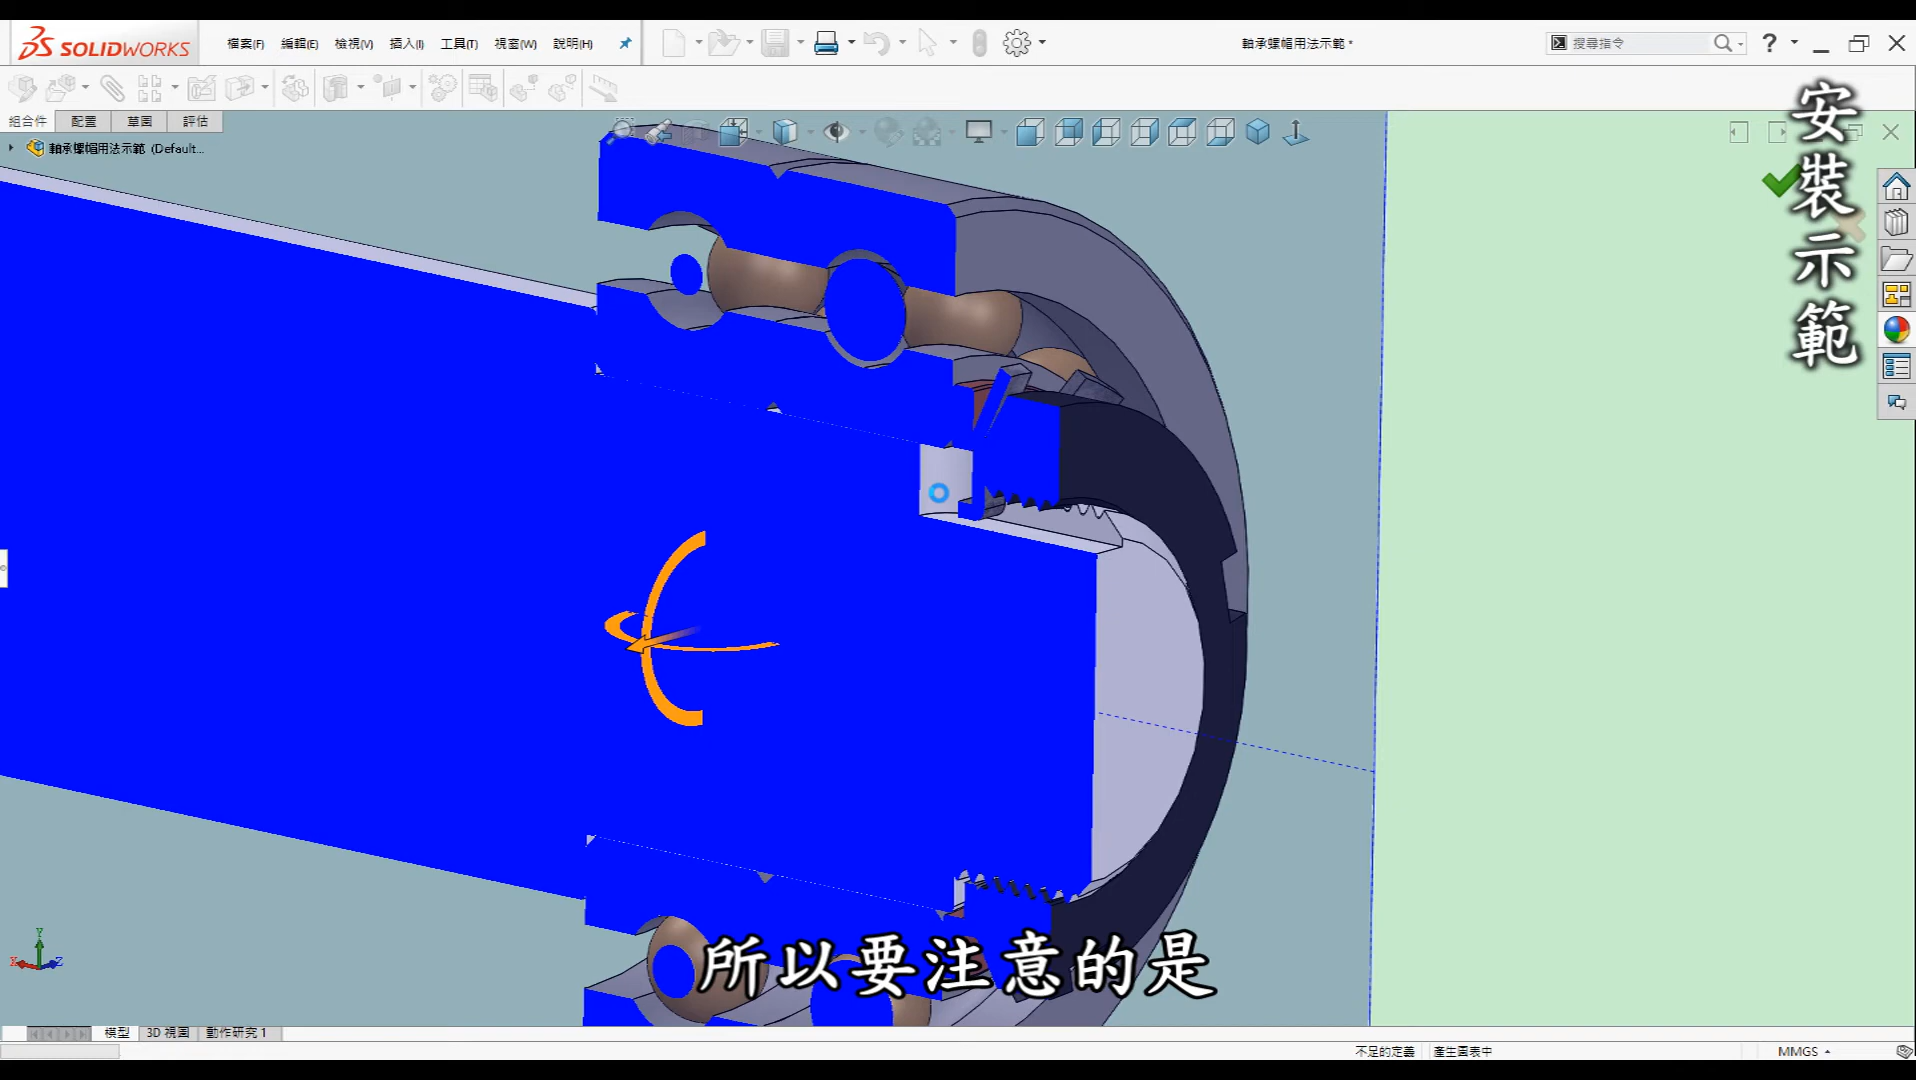 SOLIDWORKS
檔案(F) 編輯(E) 檢視(V) 插入(I) 工具(T) 視窗(W) 說明(H)
軸承螺帽用法示範 *
搜尋指令
組合件 配置 草圖 評估
軸承螺帽用法示範 (Default...
安裝示範
Y
X
Z
所以要注意的是
模型 3D 視圖 動作研究 1
不足的定義 產生圖表中 MMGS